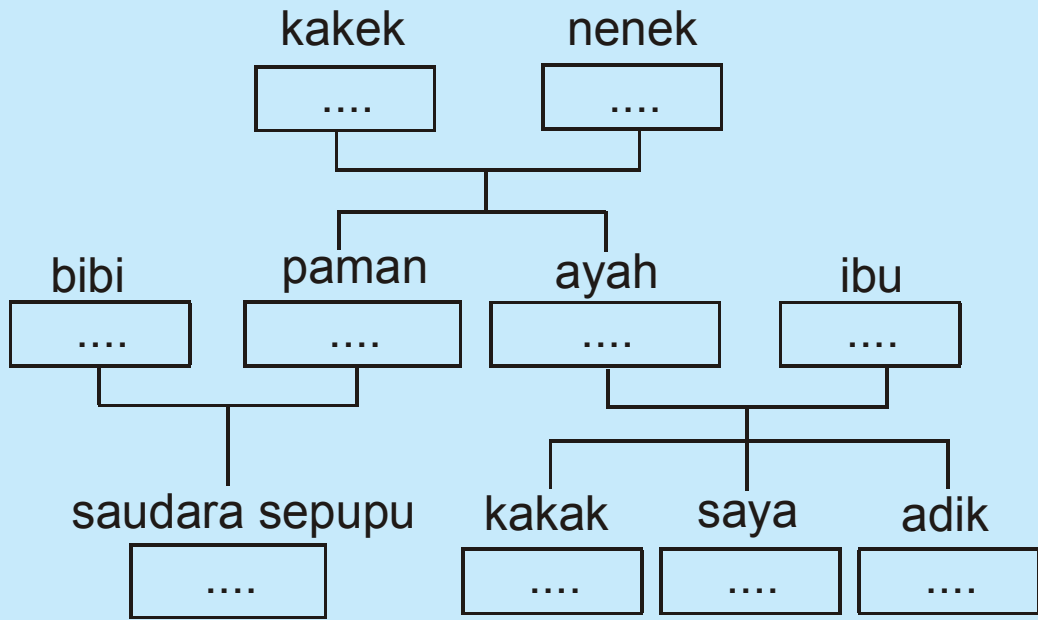 kakek nenek
.... ....
bibi paman ayah ibu
.... .... .... ....
saudara sepupu kakak saya adik
.... .... .... ....